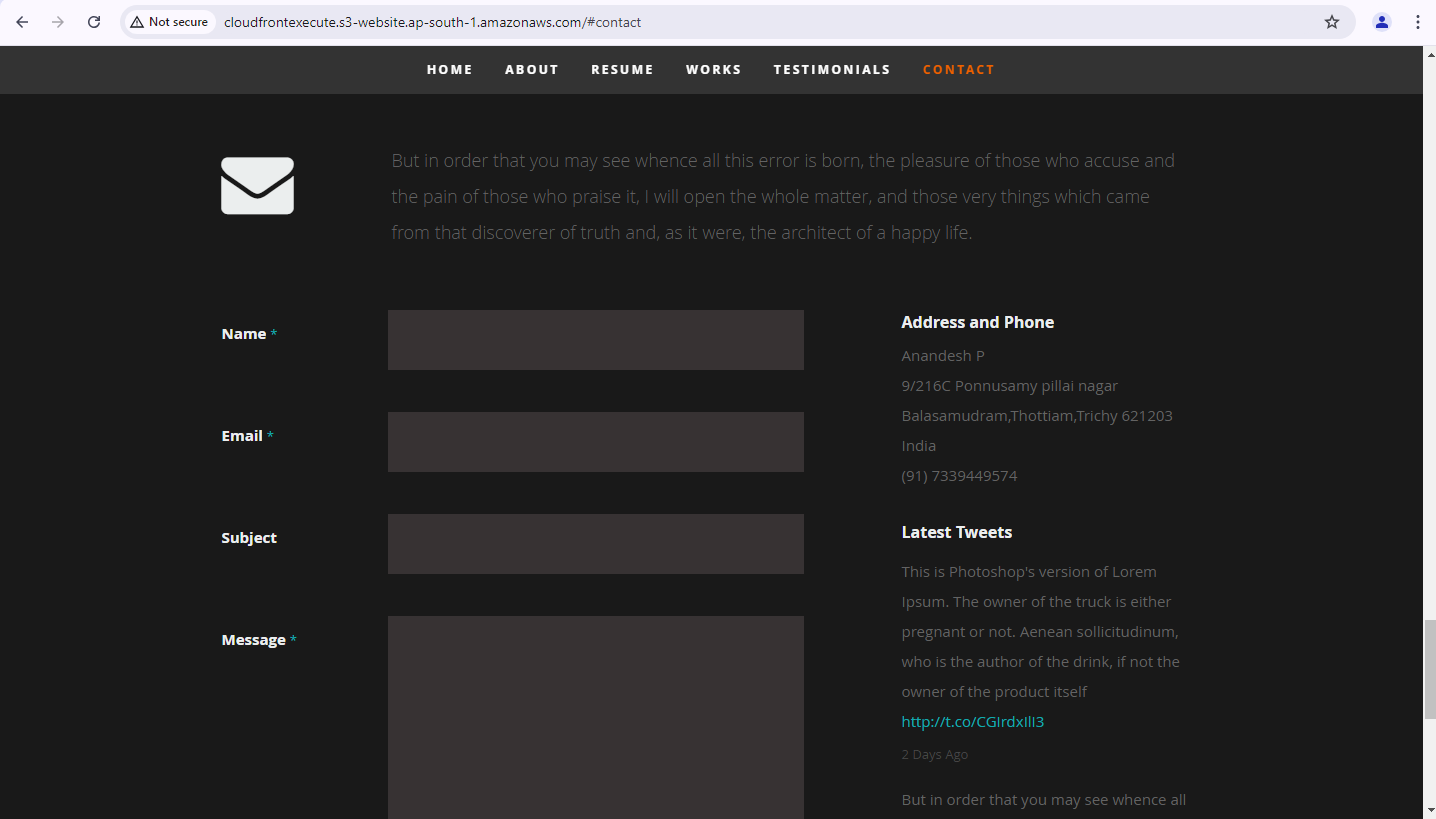 Not secure cloudfrontexecute.s3-website.ap-south-1.amazonaws.com/#contact
HOME ABOUT RESUME WORKS TESTIMONIALS CONTACT
But in order that you may see whence all this error is born, the pleasure of those who accuse and
the pain of those who praise it, I will open the whole matter, and those very things which came
from that discoverer of truth and, as it were, the architect of a happy life.
Name *
Email *
Subject
Message *
Address and Phone
Anandesh P
9/216C Ponnusamy pillai nagar
Balasamudram,Thottiam,Trichy 621203
India
(91) 7339449574
Latest Tweets
This is Photoshop's version of Lorem
Ipsum. The owner of the truck is either
pregnant or not. Aenean sollicitudinum,
who is the author of the drink, if not the
owner of the product itself
http://t.co/CGIrdxIlI3
2 Days Ago
But in order that you may see whence all